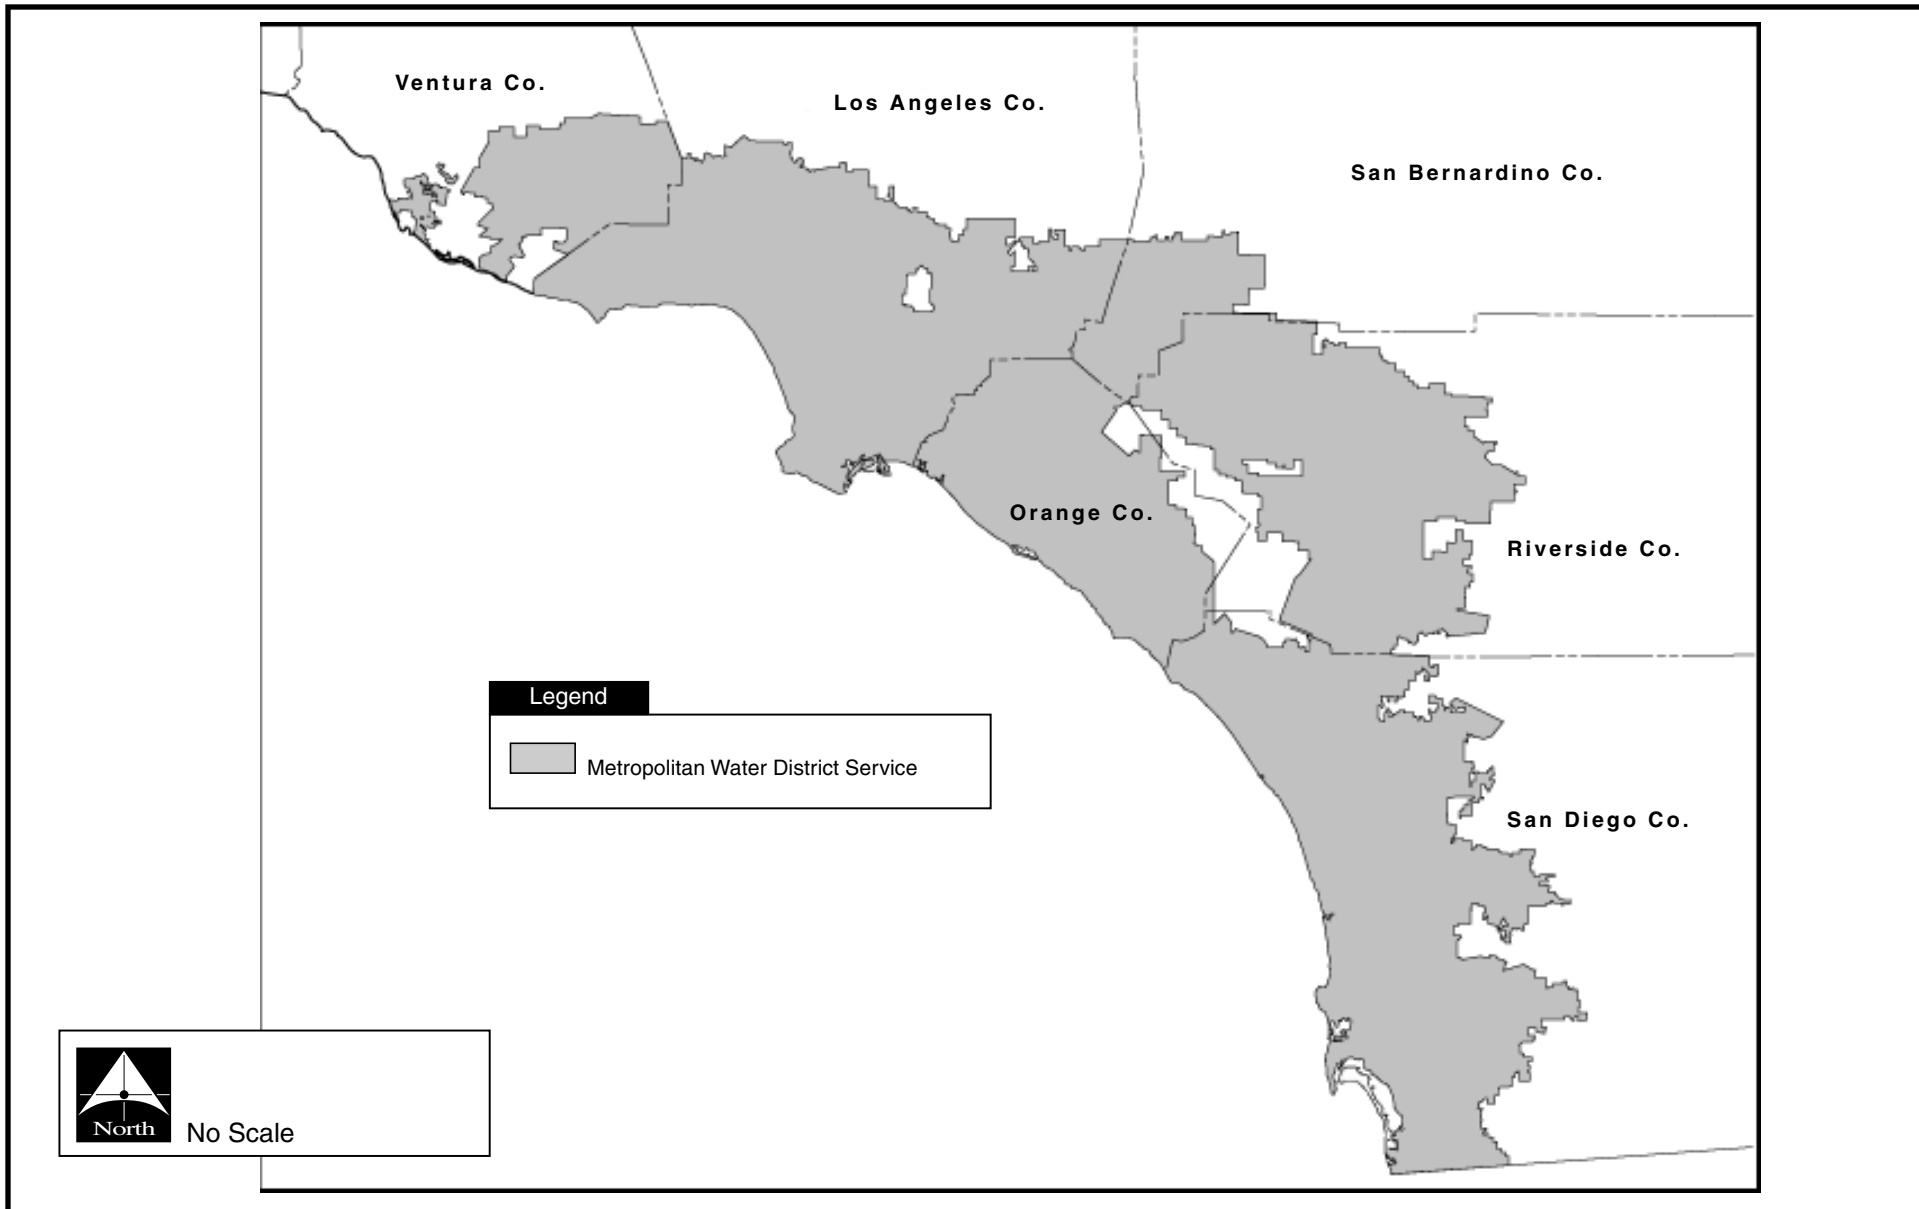 Ventura Co.
Los Angeles Co.
San Bernardino Co.
Orange Co.
Riverside Co.
Legend
Metropolitan Water District Service
San Diego Co.
North
No Scale